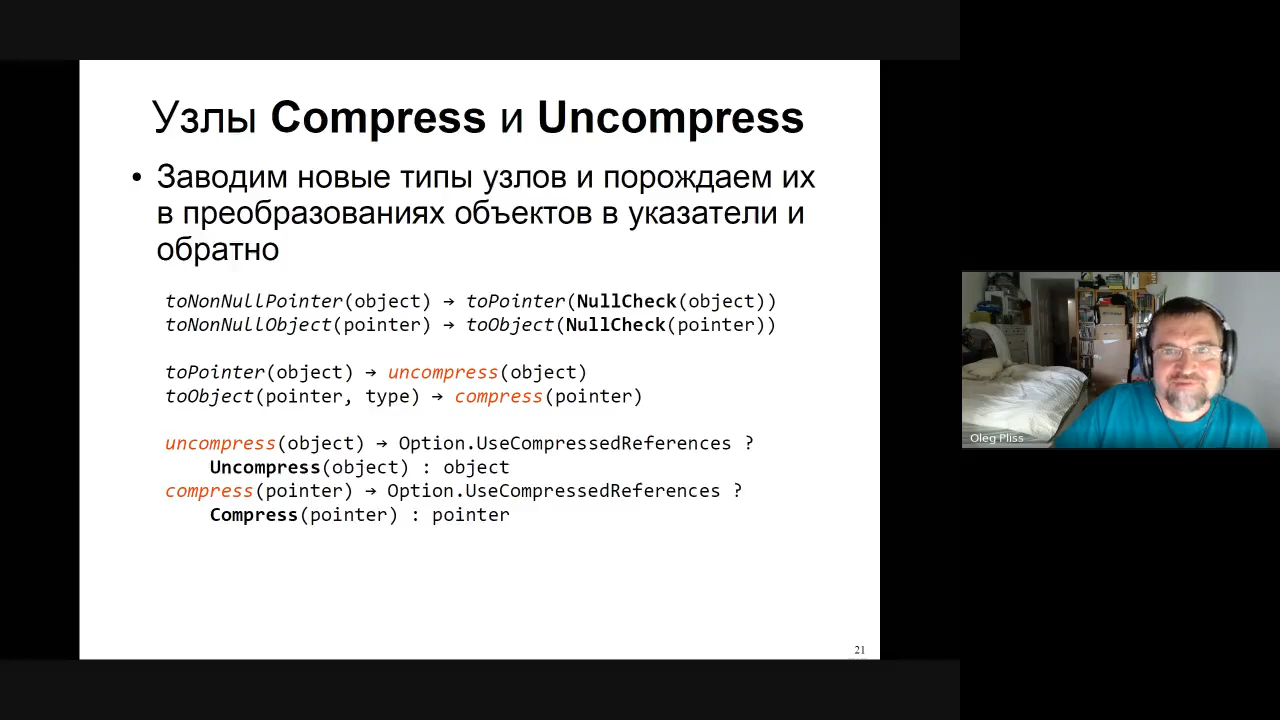 Узлы Compress и Uncompress
• Заводим новые типы узлов и порождаем их
в преобразованиях объектов в указатели и
обратно
toNonNullPointer(object) → toPointer(NullCheck(object))
toNonNullObject(pointer) → toObject(NullCheck(pointer))
toPointer(object) → uncompress(object)
toObject(pointer, type) → compress(pointer)
uncompress(object) → Option.UseCompressedReferences ?
Uncompress(object) : object
compress(pointer) → Option.UseCompressedReferences ?
Compress(pointer) : pointer
21
Oleg Pliss